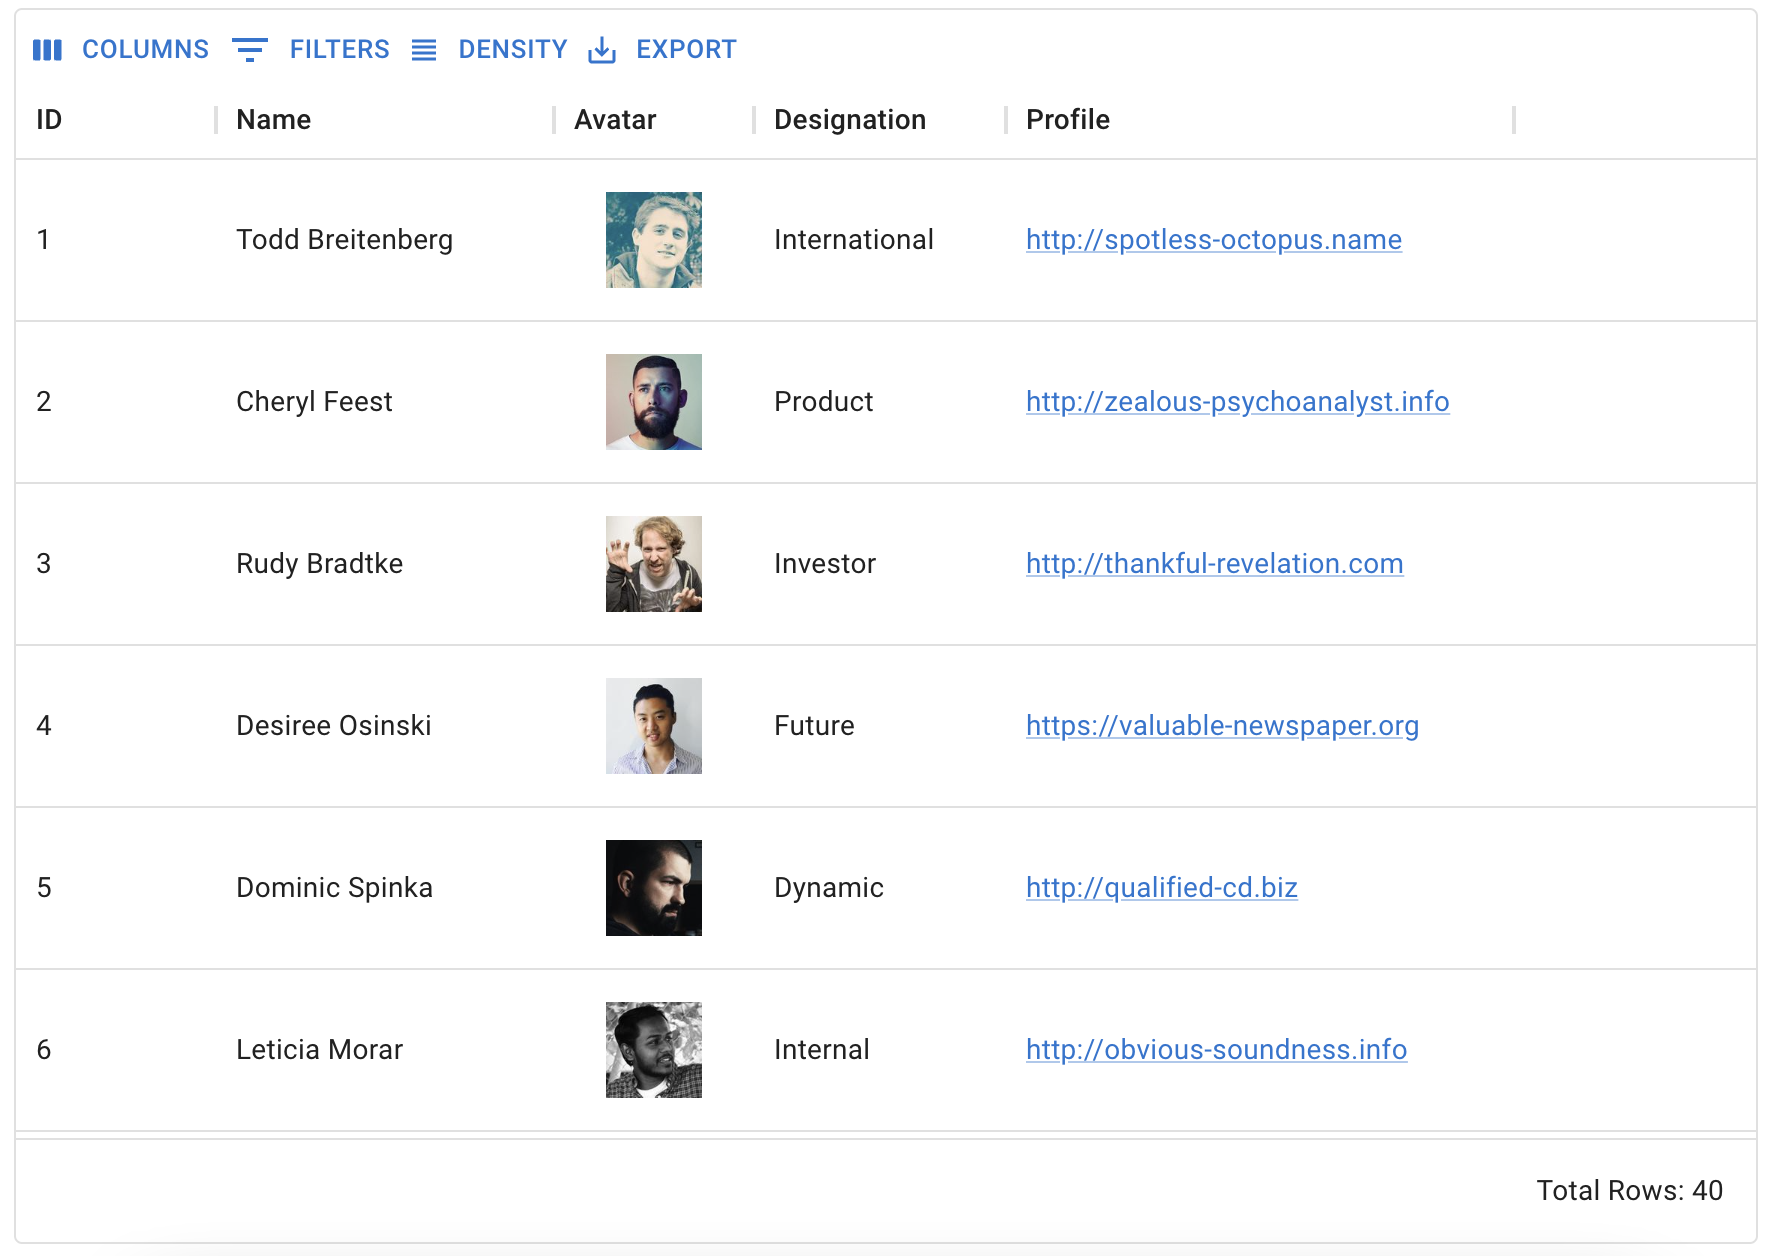 COLUMNS FILTERS DENSITY EXPORT
ID Name Avatar Designation Profile
1 Todd Breitenberg International http://spotless-octopus.name
2 Cheryl Feest Product http://zealous-psychoanalyst.info
3 Rudy Bradtke Investor http://thankful-revelation.com
4 Desiree Osinski Future https://valuable-newspaper.org
5 Dominic Spinka Dynamic http://qualified-cd.biz
6 Leticia Morar Internal http://obvious-soundness.info
Total Rows: 40